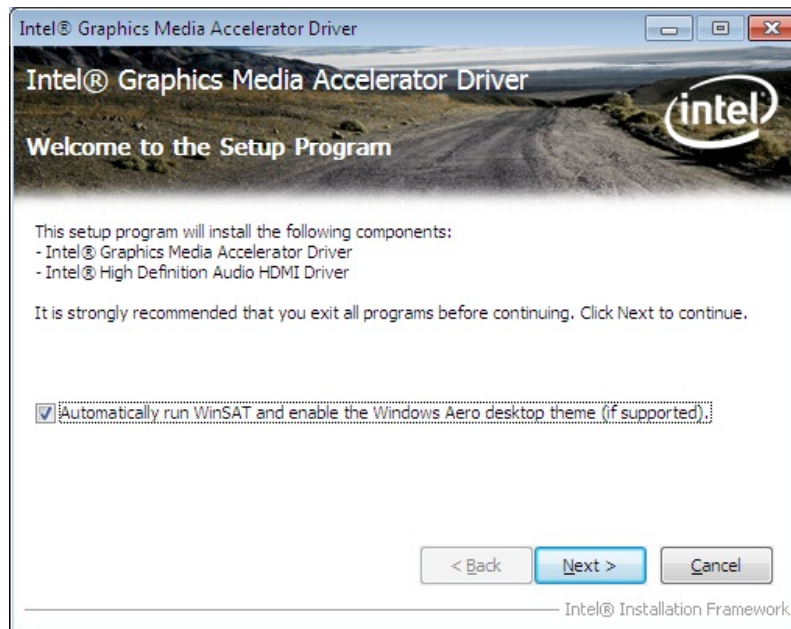 Intel® Graphics Media Accelerator Driver
Intel® Graphics Media Accelerator Driver
intel
Welcome to the Setup Program
This setup program will install the following components:
- Intel® Graphics Media Accelerator Driver
- Intel® High Definition Audio HDMI Driver
It is strongly recommended that you exit all programs before continuing. Click Next to continue.
Automatically run WinSAT and enable the Windows Aero desktop theme (if supported).
< Back Next > Cancel
Intel® Installation Framework